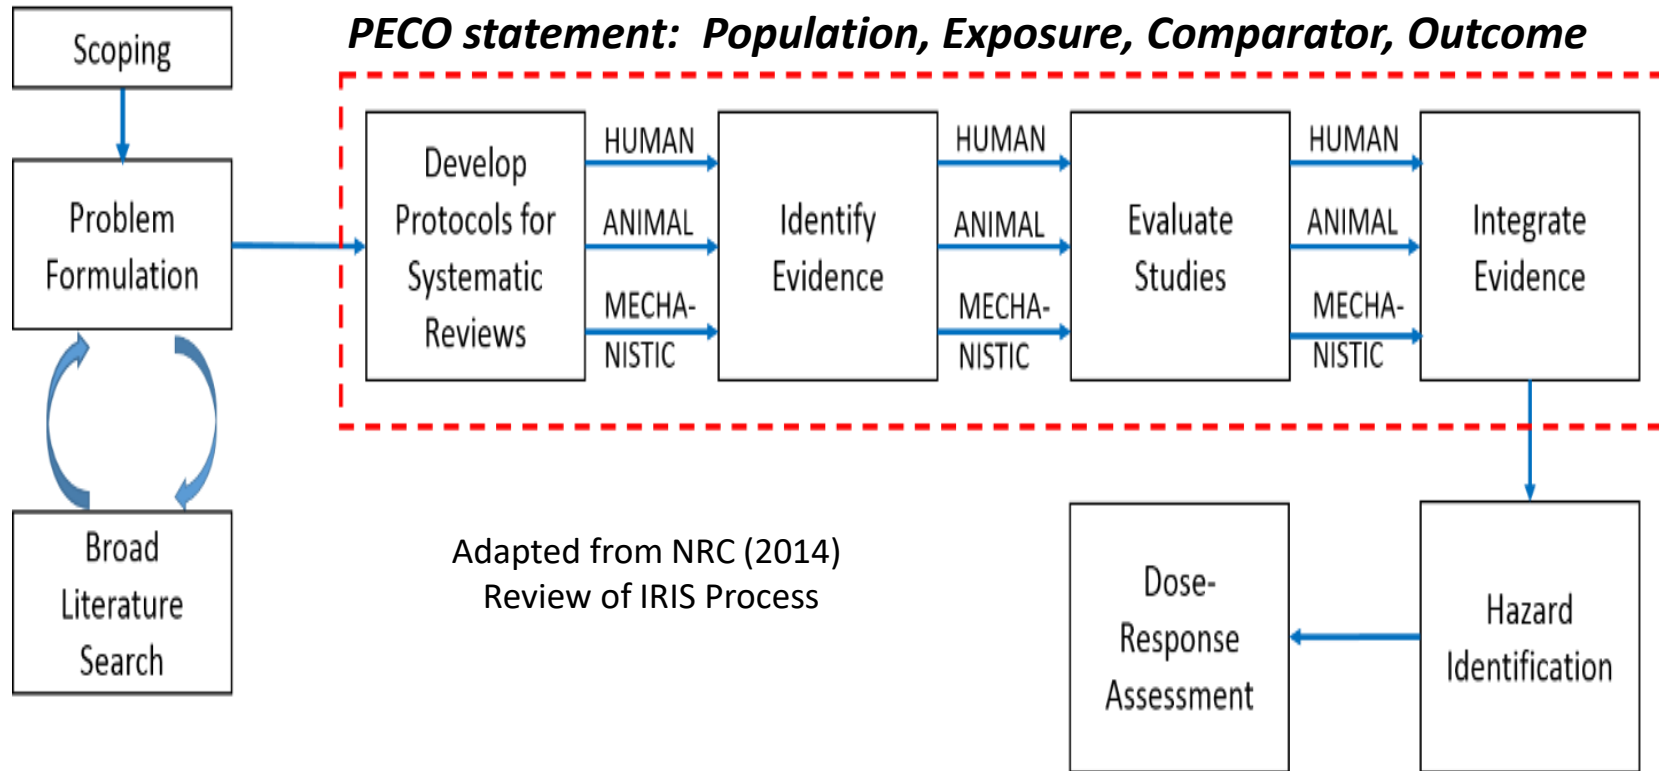 Scoping
PECO statement:  Population, Exposure, Comparator, Outcome
Problem
Formulation
Broad
Literature
Search
Develop
Protocols for
Systematic
Reviews
HUMAN
ANIMAL
MECHA-
NISTIC
Identify
Evidence
HUMAN
ANIMAL
MECHA-
NISTIC
Evaluate
Studies
HUMAN
ANIMAL
MECHA-
NISTIC
Integrate
Evidence
Adapted from NRC (2014)
Review of IRIS Process
Dose-
Response
Assessment
Hazard
Identification